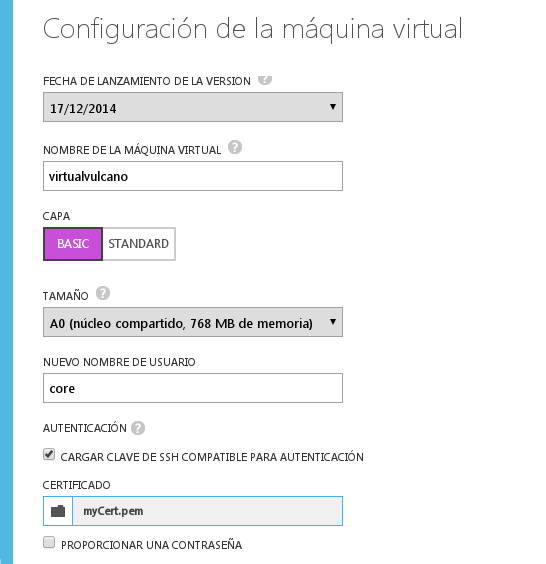 Configuración de la máquina virtual
FECHA DE LANZAMIENTO DE LA VERSION ?
17/12/2014
NOMBRE DE LA MÁQUINA VIRTUAL ?
virtualvulcano
CAPA
BASIC STANDARD
TAMAÑO ?
A0 (núcleo compartido, 768 MB de memoria)
NUEVO NOMBRE DE USUARIO
core
AUTENTICACIÓN ?
CARGAR CLAVE DE SSH COMPATIBLE PARA AUTENTICACIÓN
CERTIFICADO
myCert.pem
PROPORCIONAR UNA CONTRASEÑA